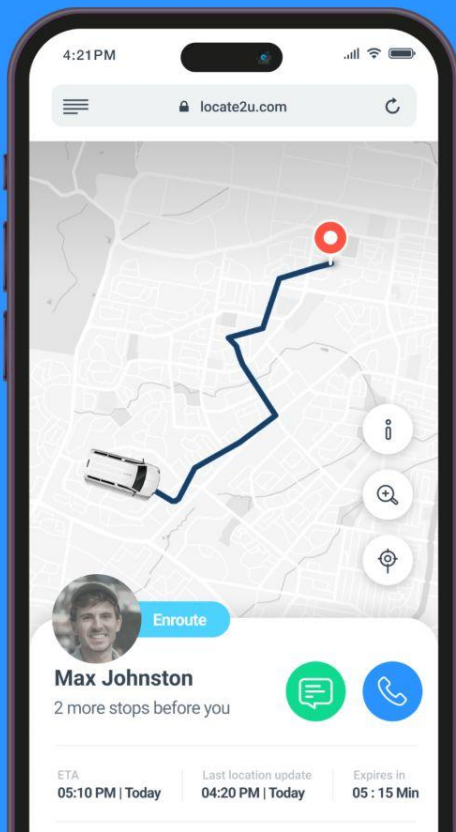 4:21PM
locate2u.com
Enroute
Max Johnston
2 more stops before you
ETA Last location update Expires in
05:10 PM | Today 04:20 PM | Today 05 : 15 Min